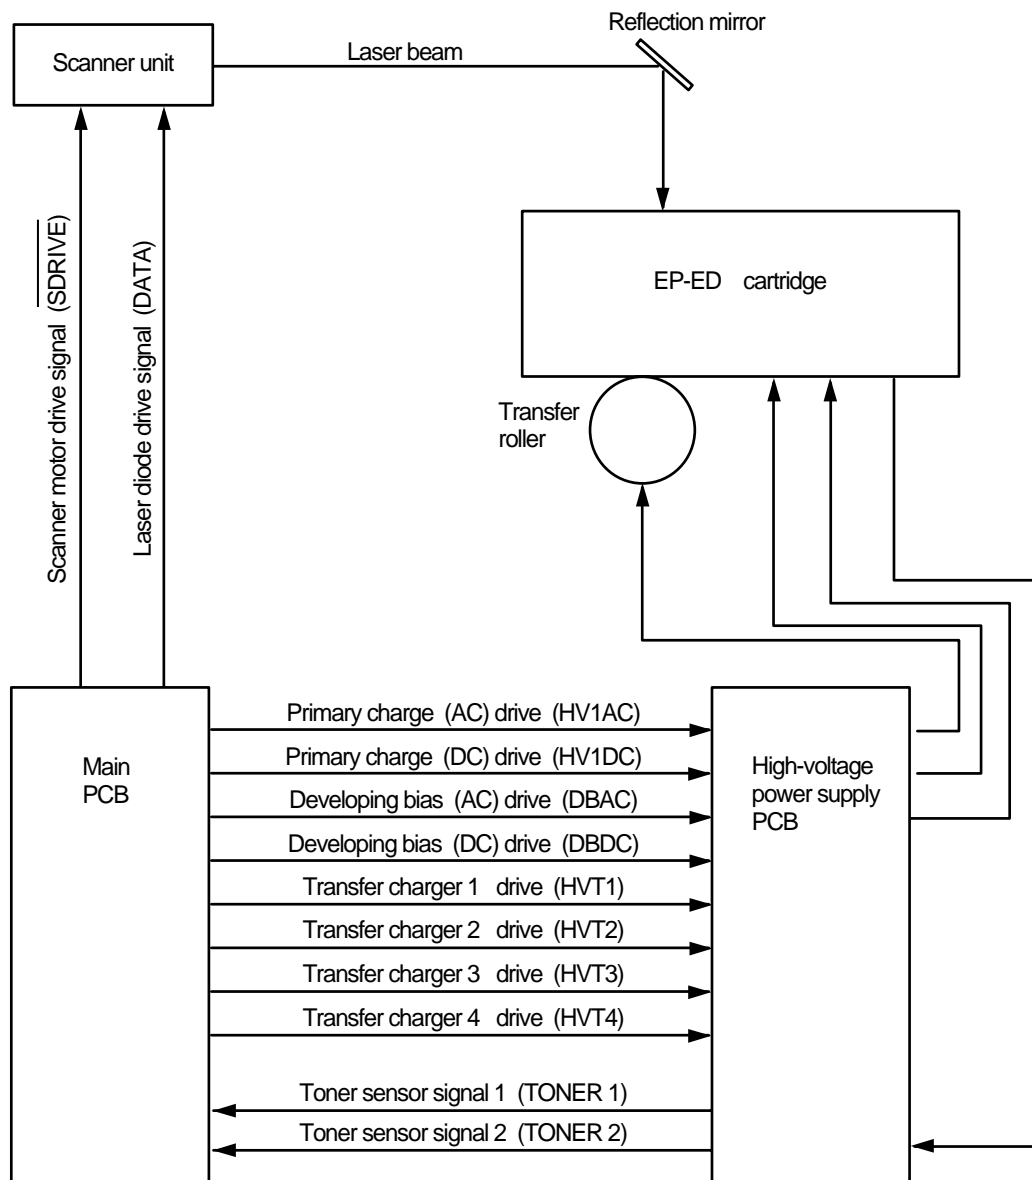 Reflection mirror
Scanner unit
Laser beam
EP-ED cartridge
Scanner motor drive signal (SDRIVE)
Laser diode drive signal (DATA)
Transfer
roller
Main
PCB
Primary charge (AC) drive (HV1AC)
Primary charge (DC) drive (HV1DC)
Developing bias (AC) drive (DBAC)
Developing bias (DC) drive (DBDC)
Transfer charger 1 drive (HVT1)
Transfer charger 2 drive (HVT2)
Transfer charger 3 drive (HVT3)
Transfer charger 4 drive (HVT4)
Toner sensor signal 1 (TONER 1)
Toner sensor signal 2 (TONER 2)
High-voltage
power supply
PCB